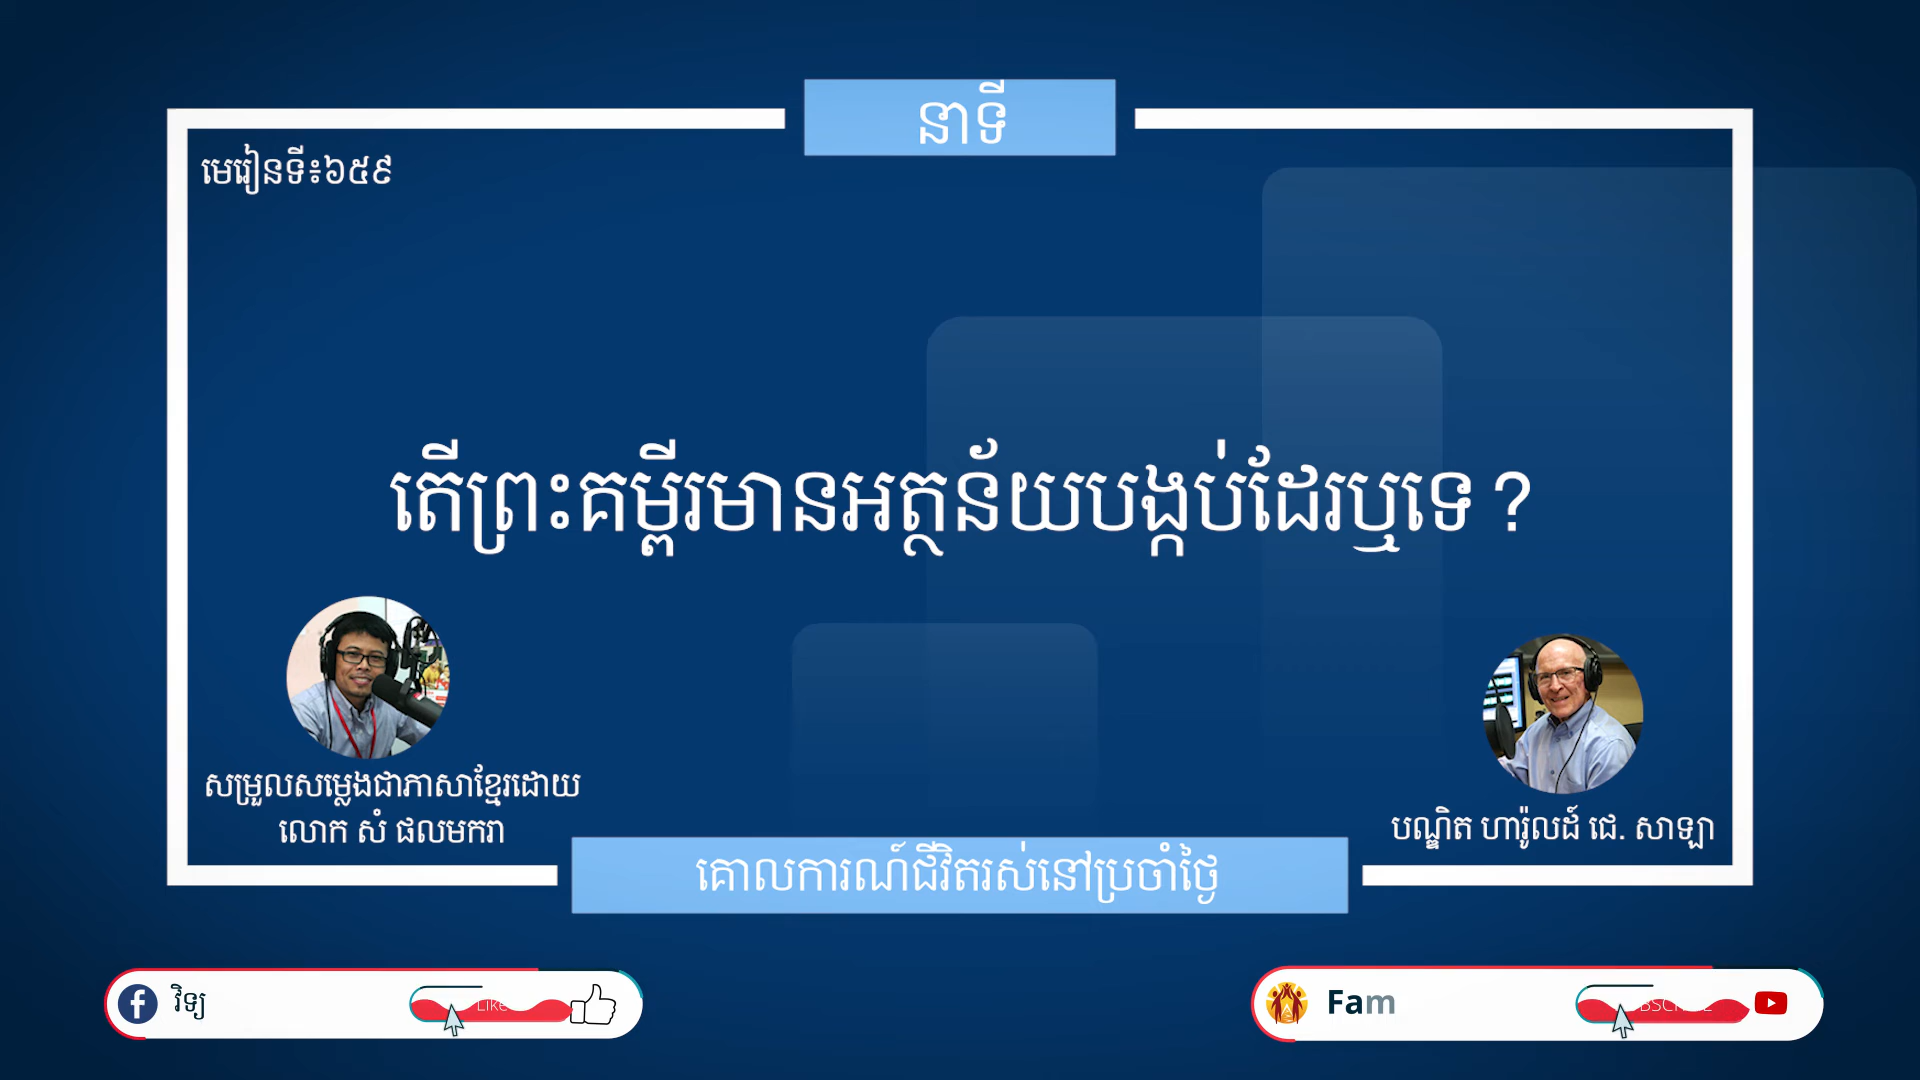 នាទី
មេរៀនទី៖៦៥៩
តើព្រះគម្ពីរមានអត្ថន័យបង្កប់ដែរឬទេ ?
សម្រួលសម្លេងជាភាសាខ្មែរដោយ
លោក សំ ផលមករា
បណ្ឌិត ហារ៉ូលដ៍ ជេ. សាឡា
គោលការណ៍ជីវិតរស់នៅប្រចាំថ្ងៃ
វិទ្យ
Like
Fam